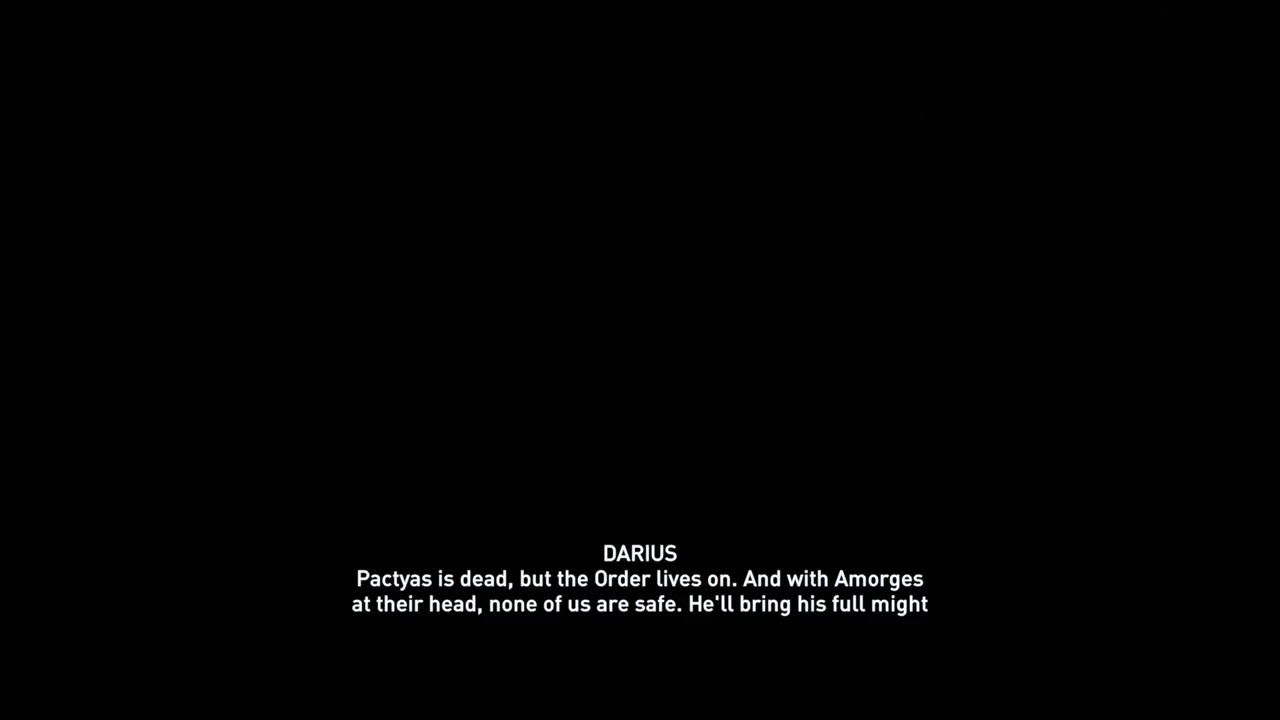 DARIUS
Pactyas is dead, but the Order lives on. And with Amorges
at their head, none of us are safe. He'll bring his full might